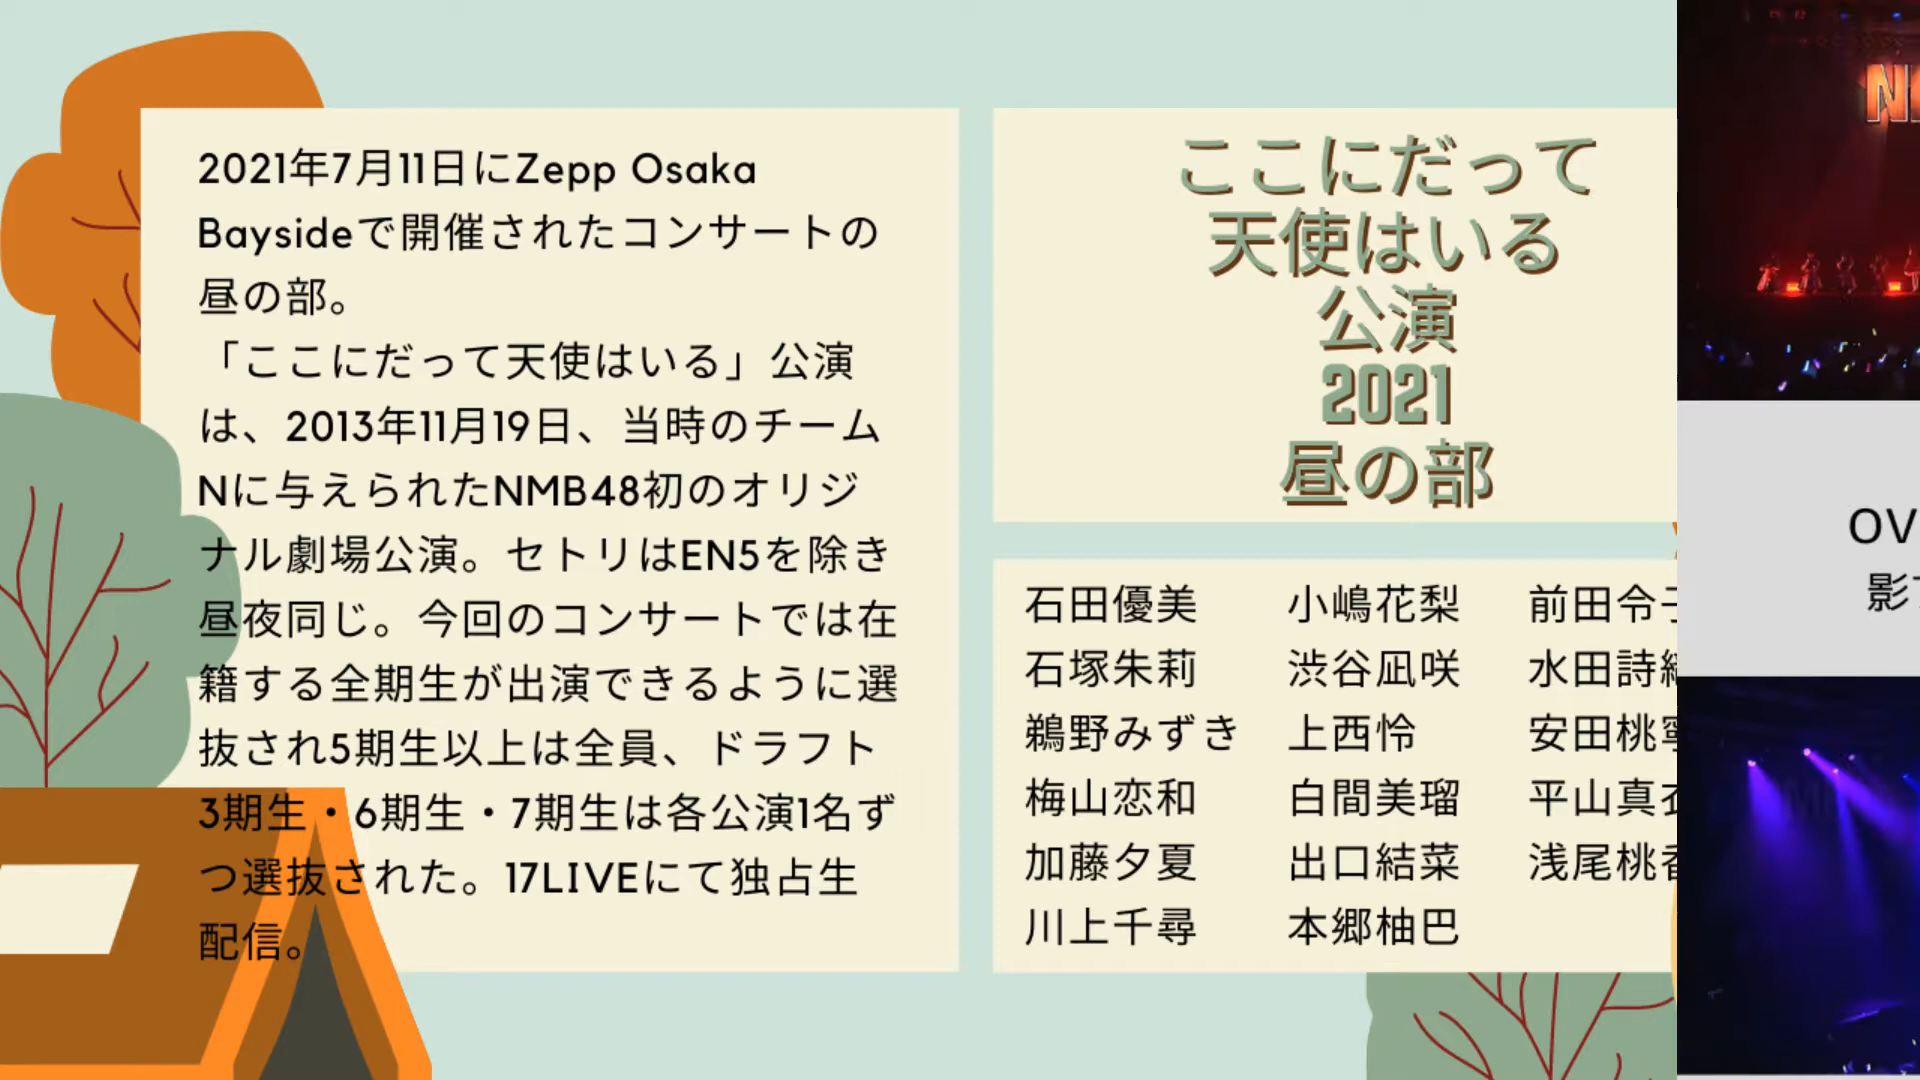 2021年7月11日にZepp Osaka
Baysideで開催されたコンサートの
昼の部。
「ここにだって天使はいる」公演
は、2013年11月19日、当時のチーム
Nに与えられたNMB48初のオリジ
ナル劇場公演。セトリはEN5を除き
昼夜同じ。今回のコンサートでは在
籍する全期生が出演できるように選
抜され5期生以上は全員、ドラフト
3期生・6期生・7期生は各公演1名ず
つ選抜された。17LIVEにて独占生
配信。
ここにだって
天使はいる
公演
2021
昼の部
石田優美
石塚朱莉
鵜野みずき
梅山恋和
加藤夕夏
川上千尋
小嶋花梨
渋谷凪咲
上西怜
白間美瑠
出口結菜
本郷柚巴
前田令子
水田詩織
安田桃寧
平山真衣
浅尾桃香
N
OV
影